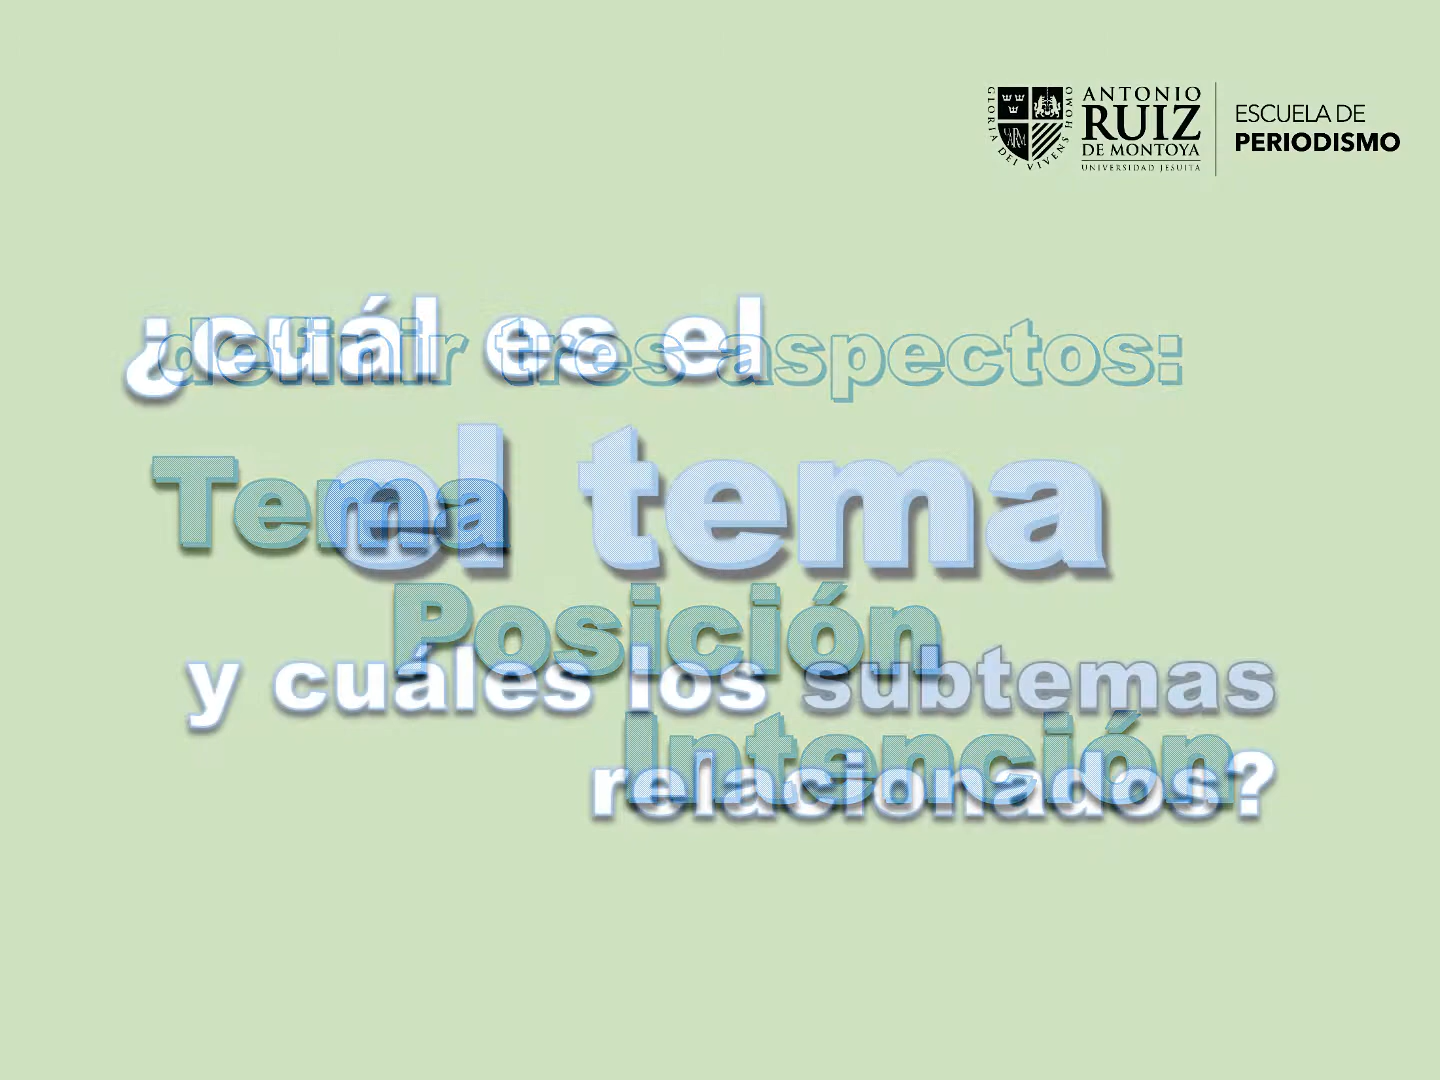 GLORIA DEI VIVENS HOMO
ANTONIO
RUIZ
DE MONTOYA
UNIVERSIDAD JESUITA
ESCUELA DE
PERIODISMO
¿cuál es el
definir tres aspectos:
el tema
Tema
Posición
y cuáles los subtemas
Intención
relacionados?